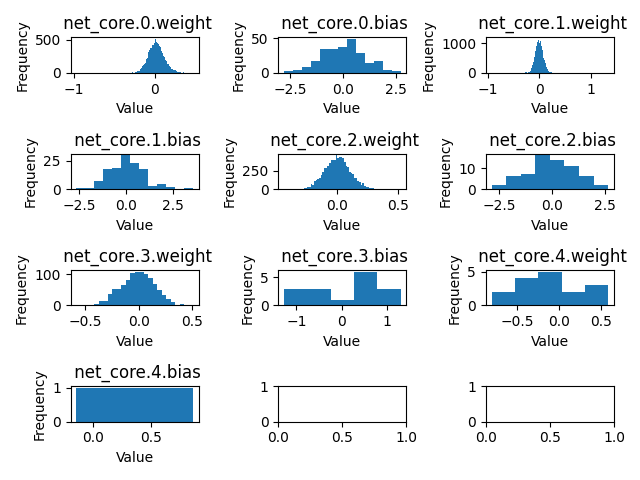 net_core.0.weight
500
0
−1
0
Frequency
Value
net_core.0.bias
50
0
−2.5
0.0
2.5
Frequency
Value
net_core.1.weight
1000
0
−1
0
1
Frequency
Value
net_core.1.bias
25
0
−2.5
0.0
2.5
Frequency
Value
net_core.2.weight
250
0
0.0
0.5
Frequency
Value
net_core.2.bias
10
0
−2.5
0.0
2.5
Frequency
Value
net_core.3.weight
100
0
−0.5
0.0
0.5
Frequency
Value
net_core.3.bias
5
0
−1
0
1
Frequency
Value
net_core.4.weight
5
0
−0.5
0.0
0.5
Frequency
Value
net_core.4.bias
1
0
0.0
0.5
Frequency
Value
1
0
0.0
0.5
1.0
1
0
0.0
0.5
1.0